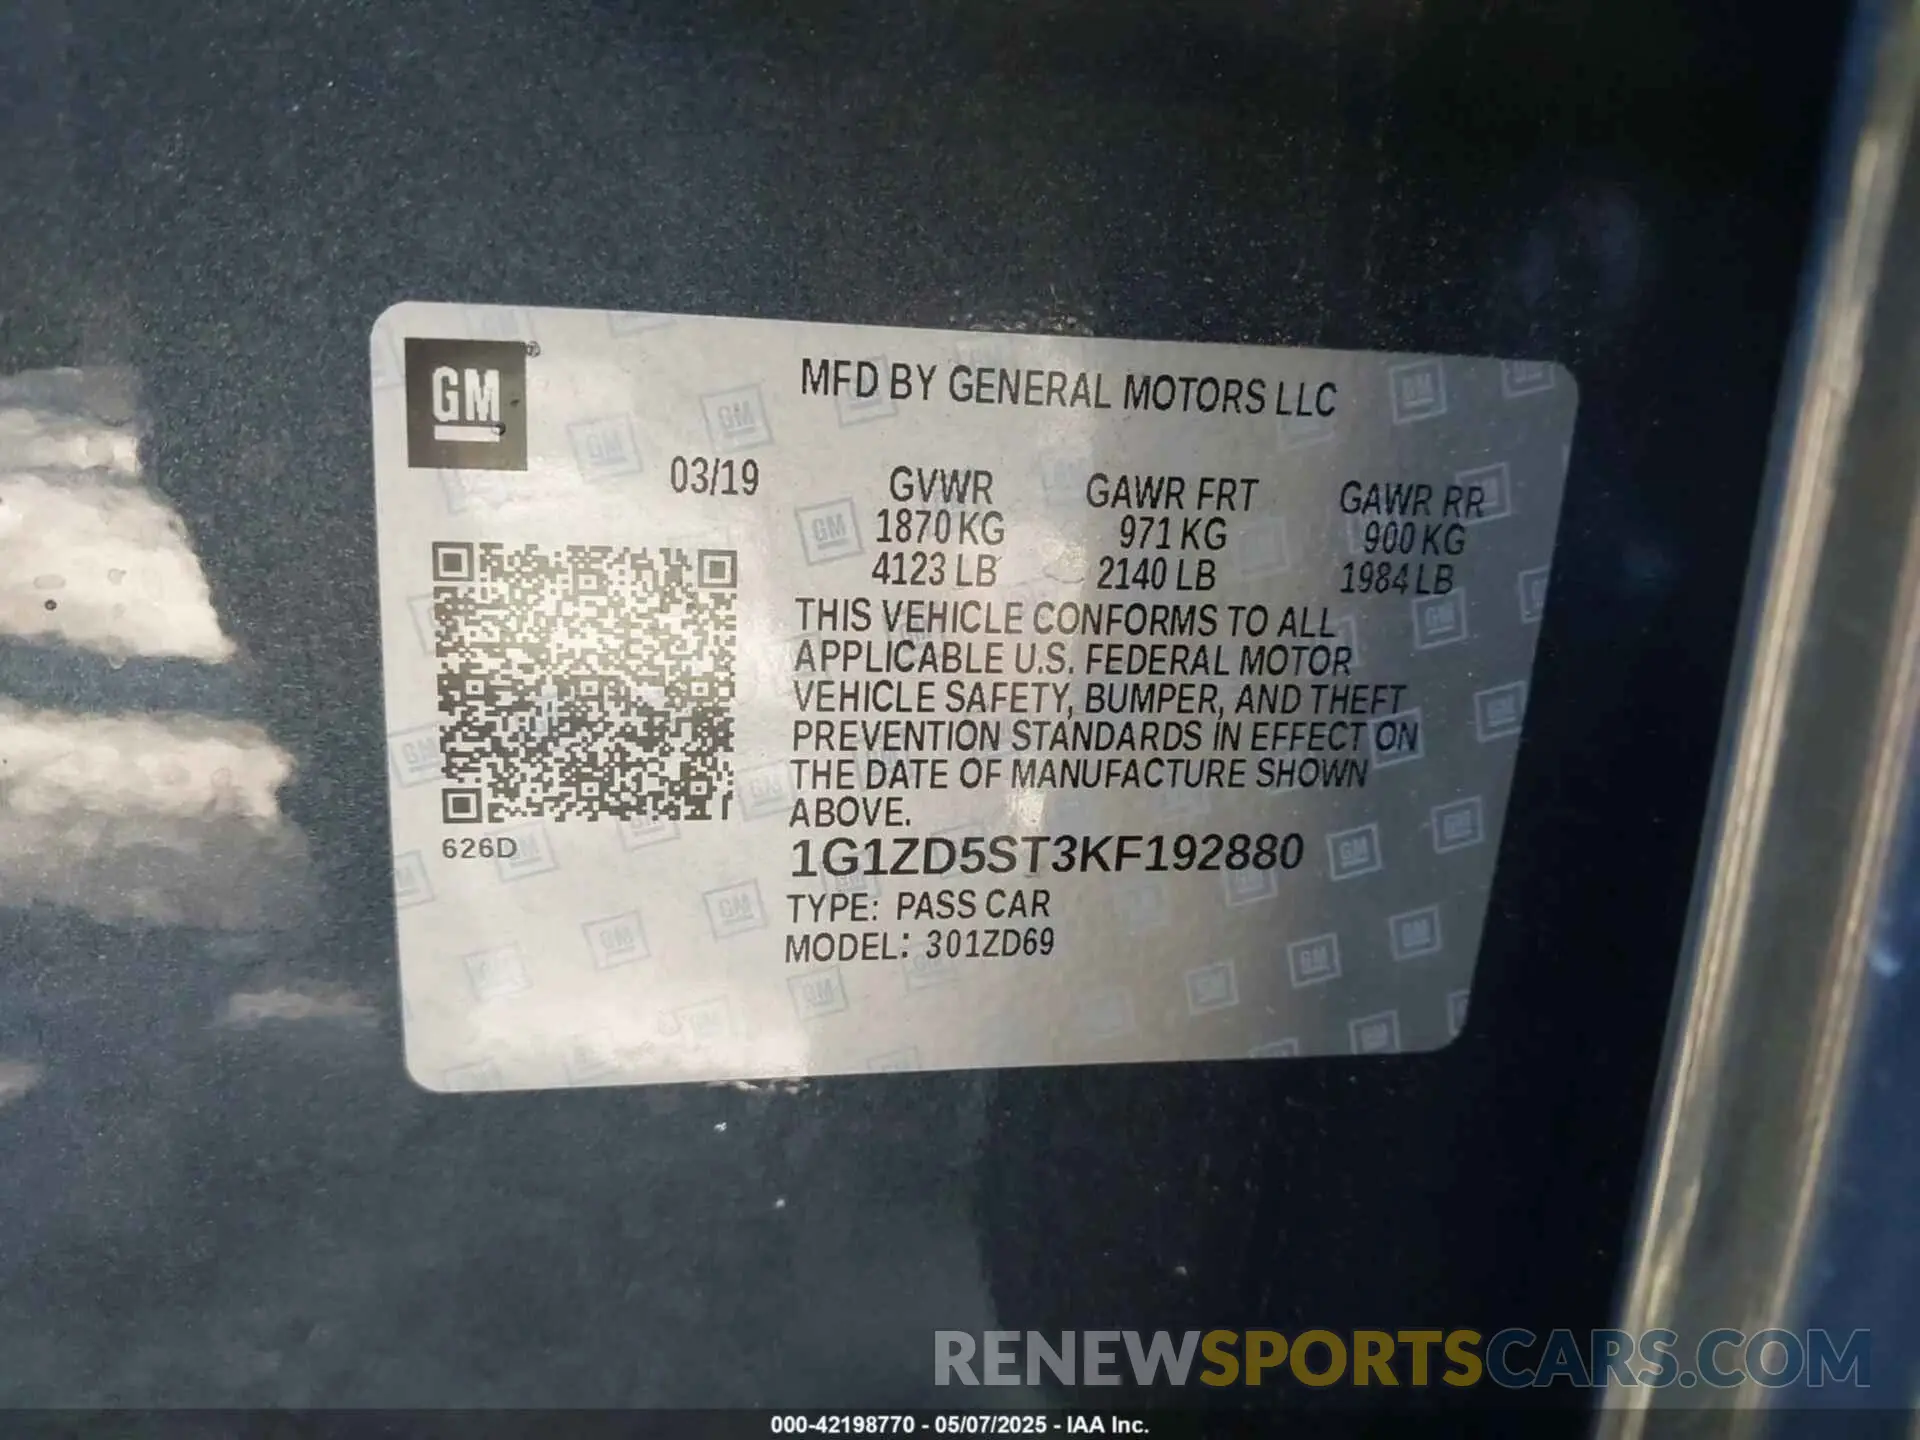 GM
MFD BY GENERAL MOTORS LLC
03/19
GVWR GAWR FRT GAWR RR
1870 KG 971 KG 900 KG
4123 LB 2140 LB 1984 LB
THIS VEHICLE CONFORMS TO ALL
APPLICABLE U.S. FEDERAL MOTOR
VEHICLE SAFETY, BUMPER, AND THEFT
PREVENTION STANDARDS IN EFFECT ON
THE DATE OF MANUFACTURE SHOWN
ABOVE.
626D
1G1ZD5ST3KF192880
TYPE: PASS CAR
MODEL: 301ZD69
RENEWSPORTSCARS.COM
000-42198770 - 05/07/2025 - IAA Inc.